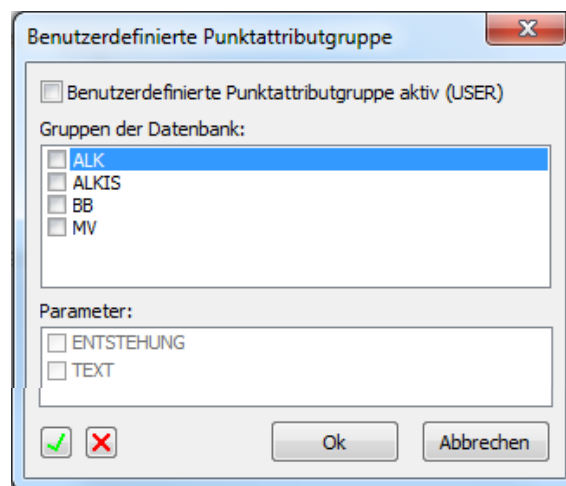 Benutzerdefinierte Punktattributgruppe
Benutzerdefinierte Punktattributgruppe aktiv (USER)
Gruppen der Datenbank:
ALK
ALKIS
BB
MV
Parameter:
ENTSTEHUNG
TEXT
Ok Abbrechen